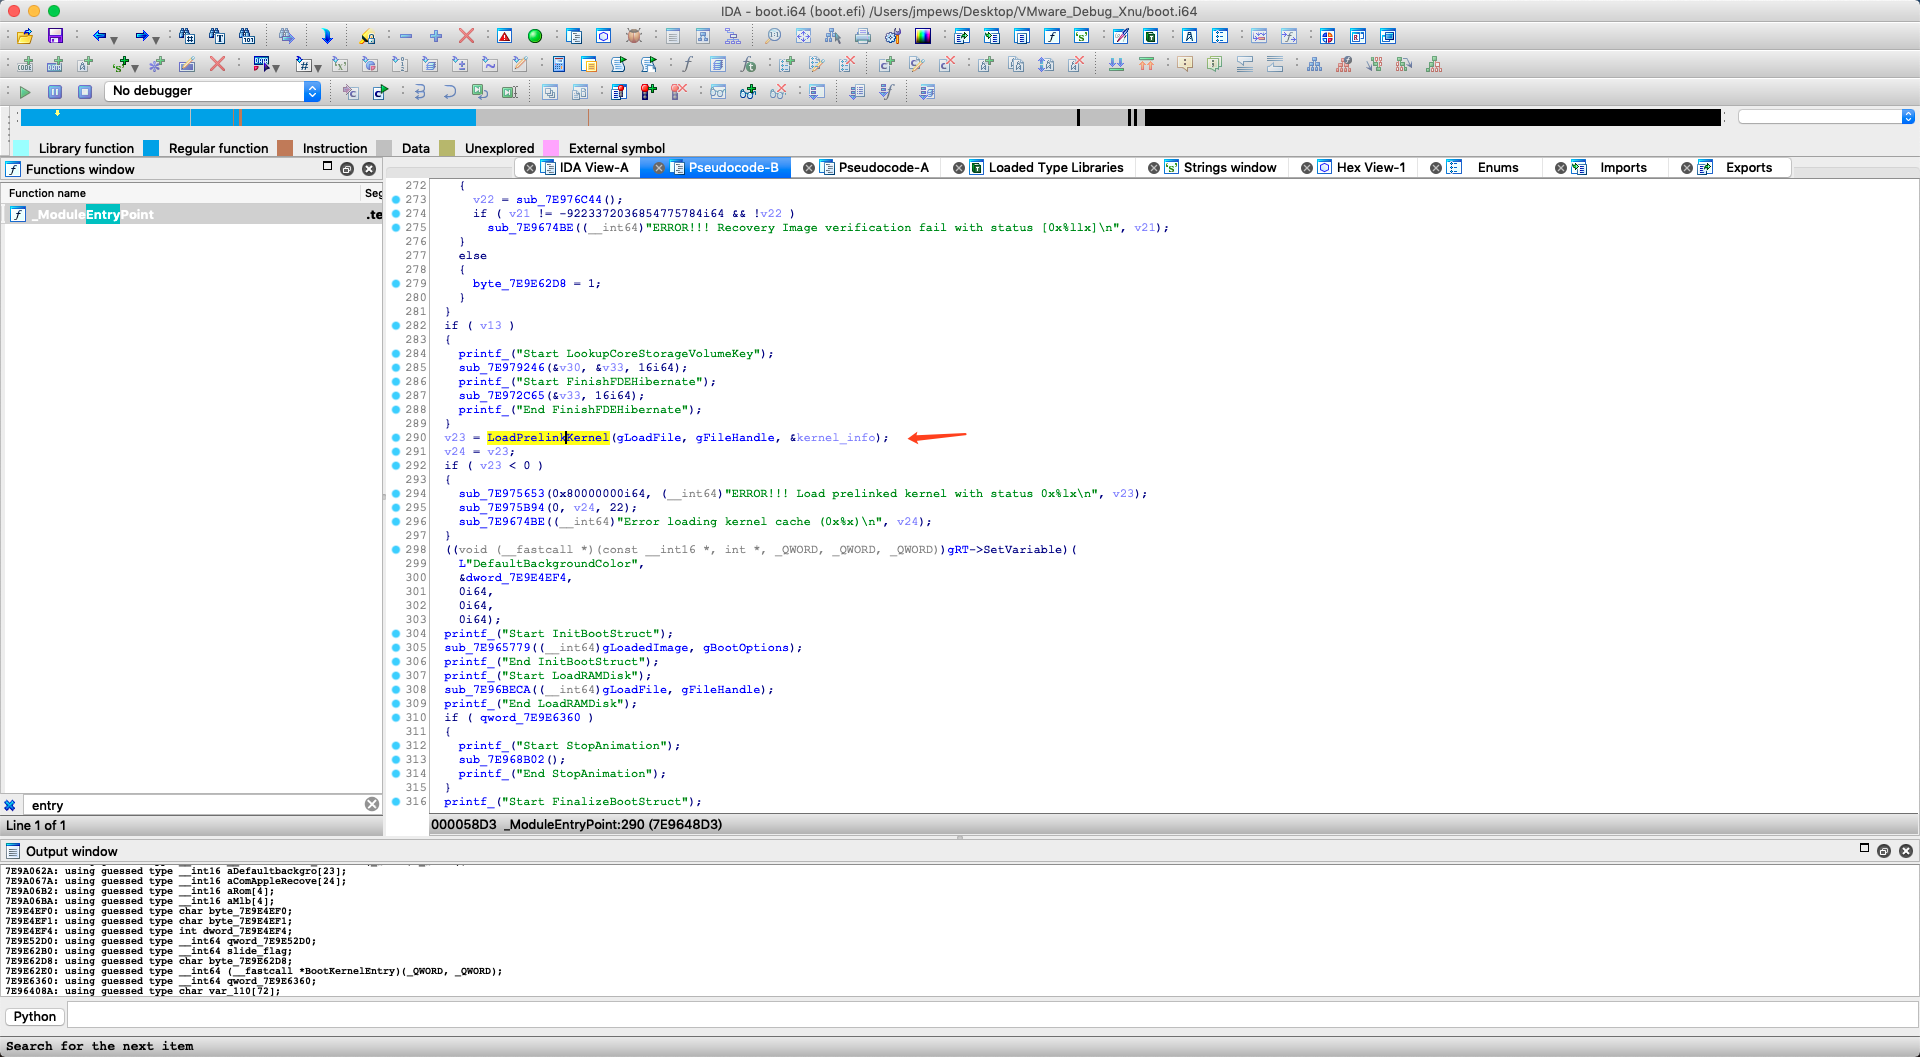 IDA - boot.i64 (boot.efi) /Users/jmpews/Desktop/VMware_Debug_Xnu/boot.i64
No debugger
Library function Regular function Instruction Data Unexplored External symbol
Functions window
IDA View-A Pseudocode-B Pseudocode-A Loaded Type Libraries Strings window Hex View-1 Enums Imports Exports
Function name Seg
_ModuleEntryPoint .te
272 {
273 v22 = sub_7E976C44();
274 if ( v21 != -9223372036854775784i64 && !v22 )
275 sub_7E9674BE((__int64)"ERROR!!! Recovery Image verification fail with status [0x%llx]\n", v21);
276 }
277 else
278 {
279 byte_7E9E62D8 = 1;
280 }
281 }
282 if ( v13 )
283 {
284 printf_("Start LookupCoreStorageVolumeKey");
285 sub_7E979246(&v30, &v33, 16i64);
286 printf_("Start FinishFDEHibernate");
287 sub_7E972C65(&v33, 16i64);
288 printf_("End FinishFDEHibernate");
289 }
290 v23 = LoadPrelinkKernel(gLoadFile, gFileHandle, &kernel_info);
291 v24 = v23;
292 if ( v23 < 0 )
293 {
294 sub_7E975653(0x80000000i64, (__int64)"ERROR!!! Load prelinked kernel with status 0x%lx\n", v23);
295 sub_7E975B94(0, v24, 22);
296 sub_7E9674BE((__int64)"Error loading kernel cache (0x%x)\n", v24);
297 }
298 ((void (__fastcall *)(const __int16 *, int *, _QWORD, _QWORD, _QWORD))gRT->SetVariable)(
299 L"DefaultBackgroundColor",
300 &dword_7E9E4EF4,
301 0i64,
302 0i64,
303 0i64);
304 printf_("Start InitBootStruct");
305 sub_7E965779((__int64)gLoadedImage, gBootOptions);
306 printf_("End InitBootStruct");
307 printf_("Start LoadRAMDisk");
308 sub_7E96BECA((__int64)gLoadFile, gFileHandle);
309 printf_("End LoadRAMDisk");
310 if ( qword_7E9E6360 )
311 {
312 printf_("Start StopAnimation");
313 sub_7E968B02();
314 printf_("End StopAnimation");
315 }
316 printf_("Start FinalizeBootStruct");
entry
Line 1 of 1
000058D3 _ModuleEntryPoint:290 (7E9648D3)
Output window
7E9A062A: using guessed type __int16 aDefaultbackgro[23];
7E9A067A: using guessed type __int16 aComAppleRecove[24];
7E9A06B2: using guessed type __int16 aRom[4];
7E9A06BA: using guessed type __int16 aMlb[4];
7E9E4EF0: using guessed type char byte_7E9E4EF0;
7E9E4EF1: using guessed type char byte_7E9E4EF1;
7E9E4EF4: using guessed type int dword_7E9E4EF4;
7E9E52D0: using guessed type __int64 qword_7E9E52D0;
7E9E62B0: using guessed type __int64 slide_flag;
7E9E62D8: using guessed type char byte_7E9E62D8;
7E9E62E0: using guessed type __int64 (__fastcall *BootKernelEntry)(_QWORD, _QWORD);
7E9E6360: using guessed type __int64 qword_7E9E6360;
7E96408A: using guessed type char var_110[72];
Python
Search for the next item